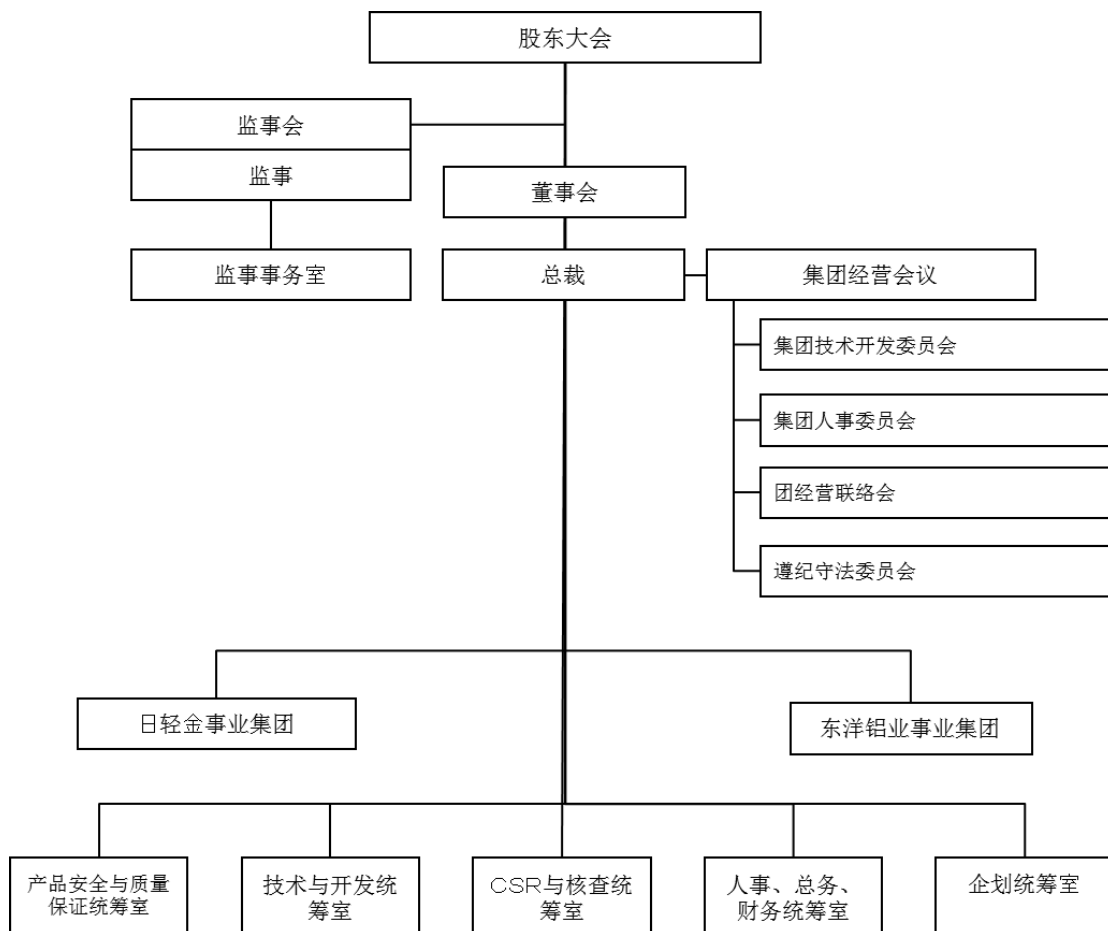 股东大会
监事会
监事
董事会
监事事务室
总裁
集团经营会议
集团技术开发委员会
集团人事委员会
团经营联络会
遵纪守法委员会
日轻金事业集团
东洋铝业事业集团
产品安全与质量
保证统筹室
技术与开发统
筹室
CSR与核查统
筹室
人事、总务、
财务统筹室
企划统筹室